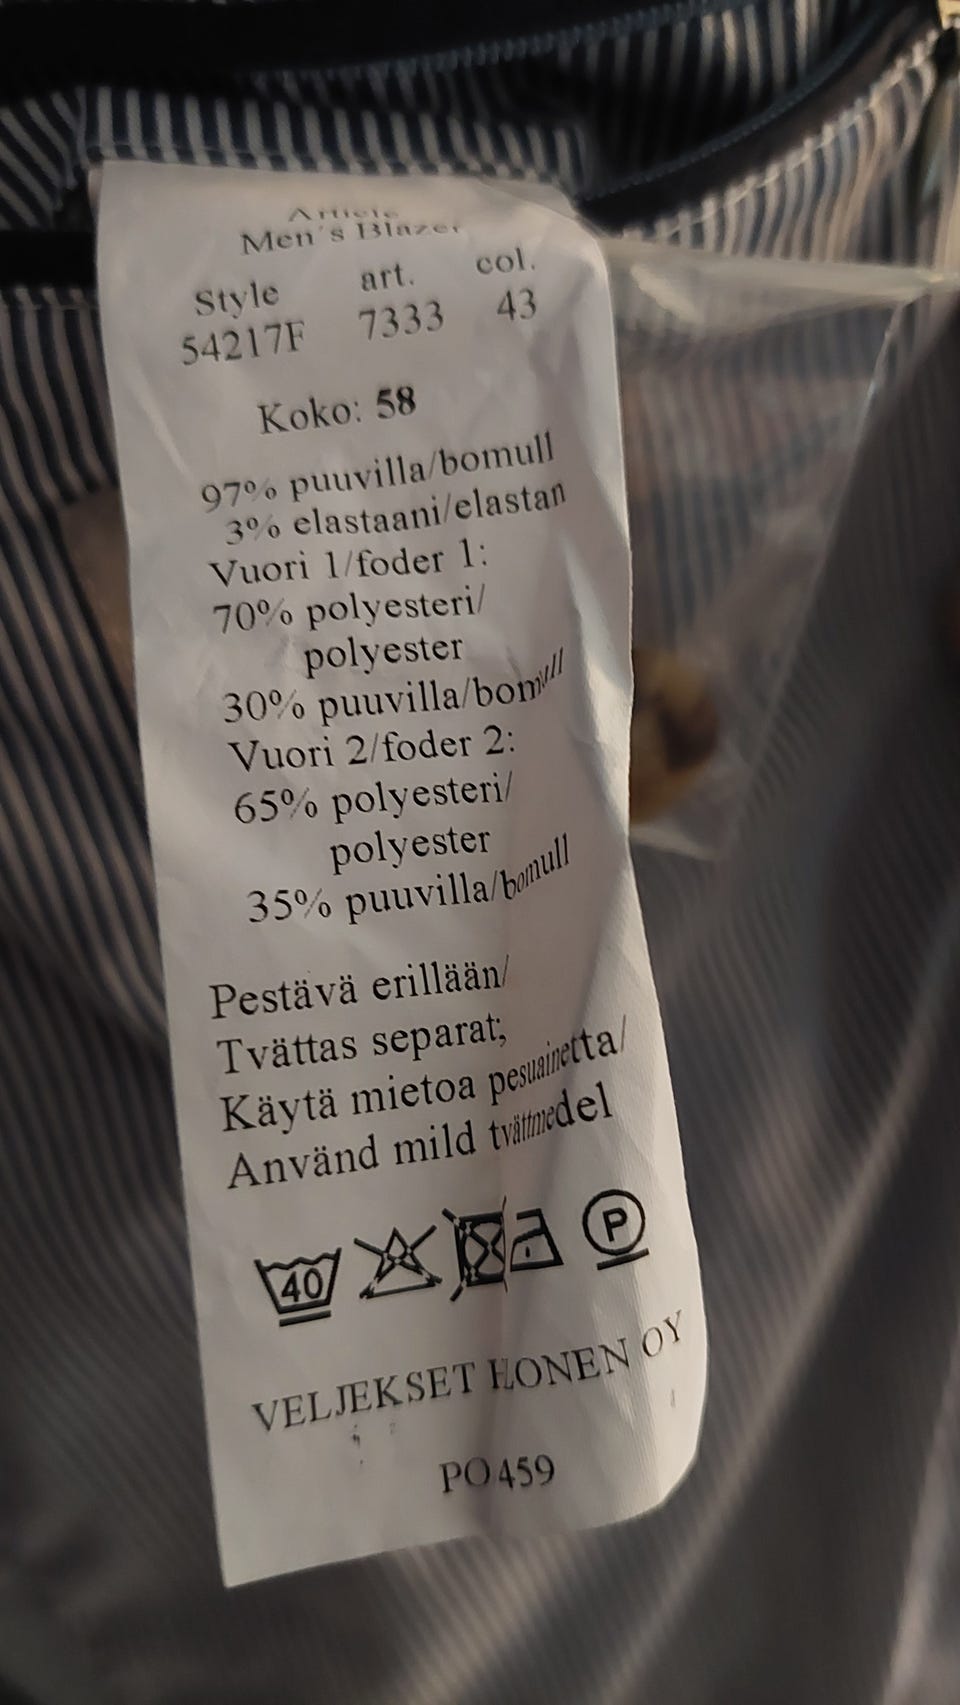 Article
Men's Blazer
Style art. col.
54217F 7333 43
Koko: 58
97% puuvilla/bomull
3% elastaani/elastan
Vuori 1/foder 1:
70% polyesteri/
polyester
30% puuvilla/bomull
Vuori 2/foder 2:
65% polyesteri/
polyester
35% puuvilla/bomull
Pestävä erillään/
Tvättas separat;
Käytä mietoa pesuainetta/
Använd mild tvättmedel
40 P
VELJEKSET HONEN OY
PO459